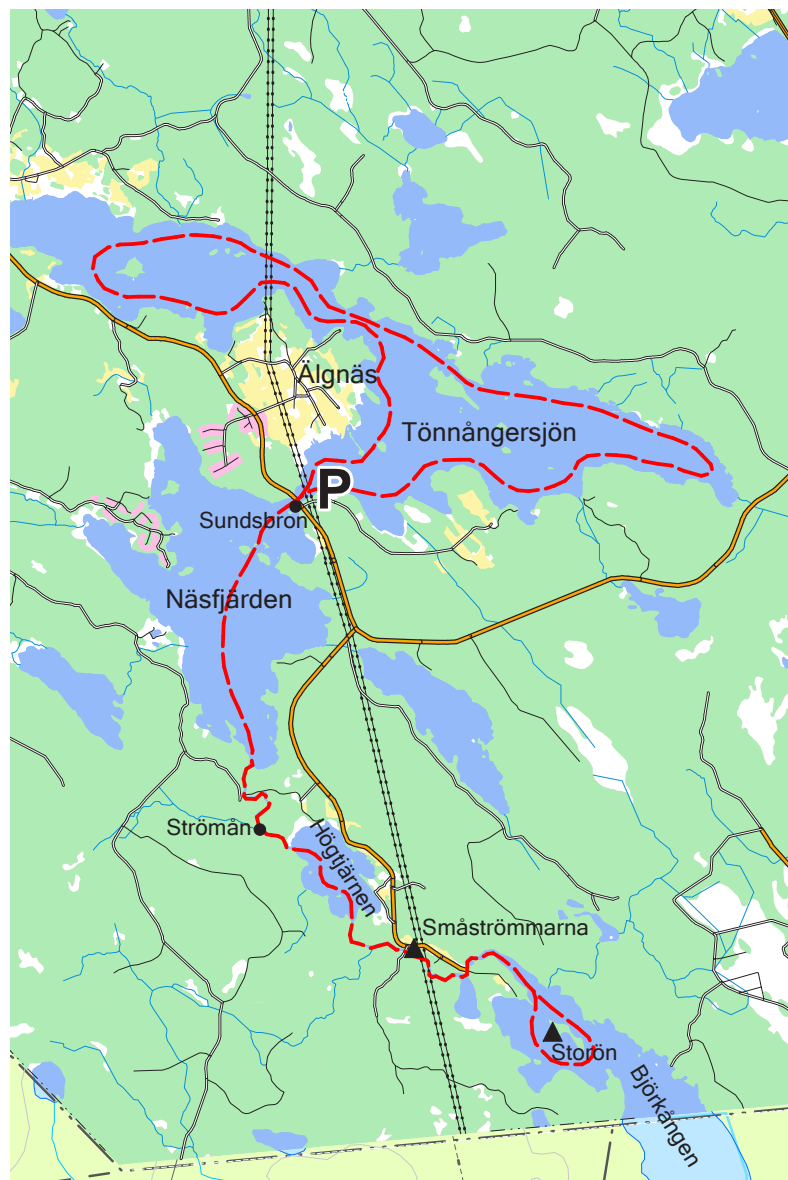 Älgnäs
Tönnångersjön
P
Sundsbron
Näsfjärden
Strömån
Högtjärnen
Småströmmarna
Storön
Björkången